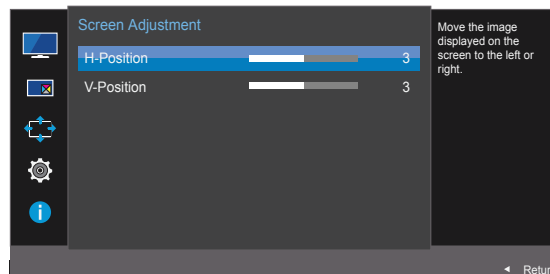 Screen Adjustment
H-Position 3
V-Position 3
Move the image
displayed on the
screen to the left or
right.